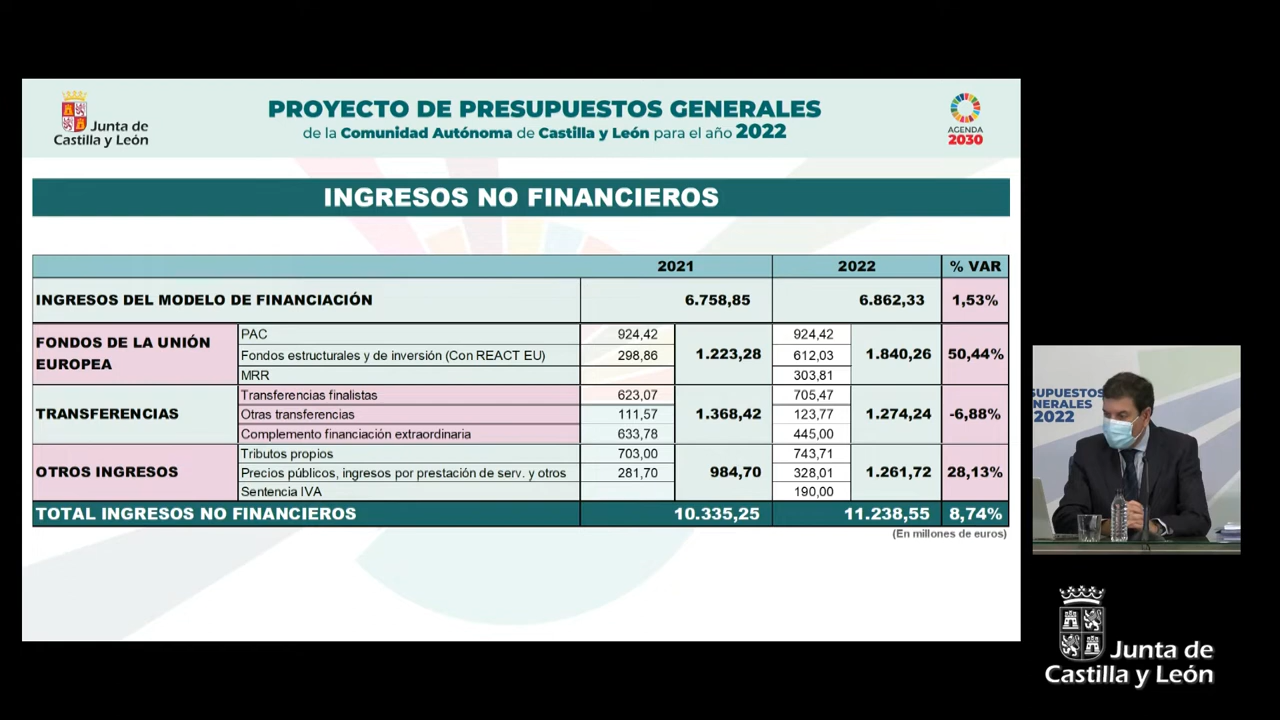 Junta de
Castilla y León
PROYECTO DE PRESUPUESTOS GENERALES
de la Comunidad Autónoma de Castilla y León para el año 2022
AGENDA
2030
INGRESOS NO FINANCIEROS
2021 2022 % VAR
INGRESOS DEL MODELO DE FINANCIACIÓN 6.758,85 6.862,33 1,53%
FONDOS DE LA UNIÓN EUROPEA 1.223,28 1.840,26 50,44%
PAC 924,42 924,42
Fondos estructurales y de inversión (Con REACT EU) 298,86 612,03
MRR 303,81
TRANSFERENCIAS 1.368,42 1.274,24 -6,88%
Transferencias finalistas 623,07 705,47
Otras transferencias 111,57 123,77
Complemento financiación extraordinaria 633,78 445,00
OTROS INGRESOS 984,70 1.261,72 28,13%
Tributos propios 703,00 743,71
Precios públicos, ingresos por prestación de serv. y otros 281,70 328,01
Sentencia IVA 190,00
TOTAL INGRESOS NO FINANCIEROS 10.335,25 11.238,55 8,74%
(En millones de euros)
SUPUESTOS
NERALES
2022
Junta de
Castilla y León